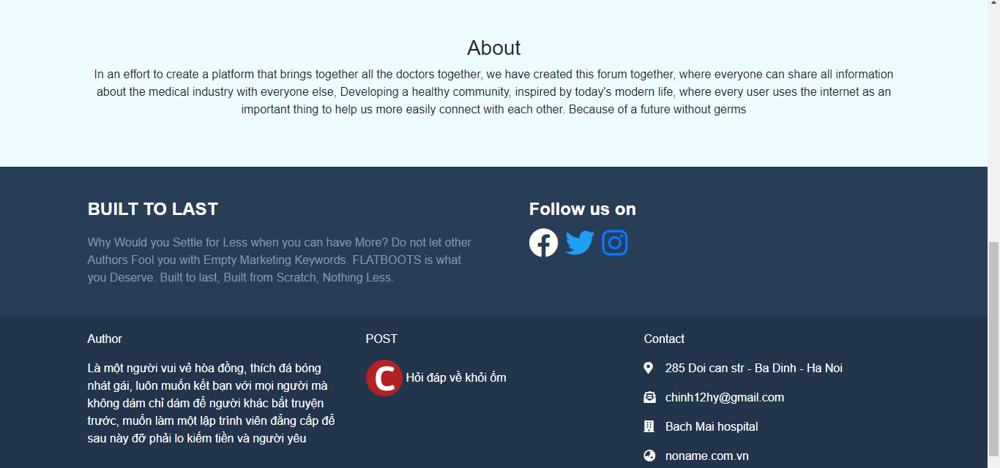 About
In an effort to create a platform that brings together all the doctors together, we have created this forum together, where everyone can share all information
about the medical industry with everyone else, Developing a healthy community, inspired by today's modern life, where every user uses the internet as an
important thing to help us more easily connect with each other. Because of a future without germs
BUILT TO LAST
Why Would you Settle for Less when you can have More? Do not let other
Authors Fool you with Empty Marketing Keywords. FLATBOOTS is what
you Deserve. Built to last, Built from Scratch, Nothing Less.
Follow us on
Author
Là một người vui vẻ hòa đồng, thích đá bóng
nhát gái, luôn muốn kết bạn với mọi người mà
không dám chỉ dám để người khác bắt truyện
trước, muốn làm một lập trình viên đẳng cấp để
sau này đỡ phải lo kiếm tiền và người yêu
POST
C
Hỏi đáp về khỏi ốm
Contact
285 Doi can str - Ba Dinh - Ha Noi
chinh12hy@gmail.com
Bach Mai hospital
noname.com.vn